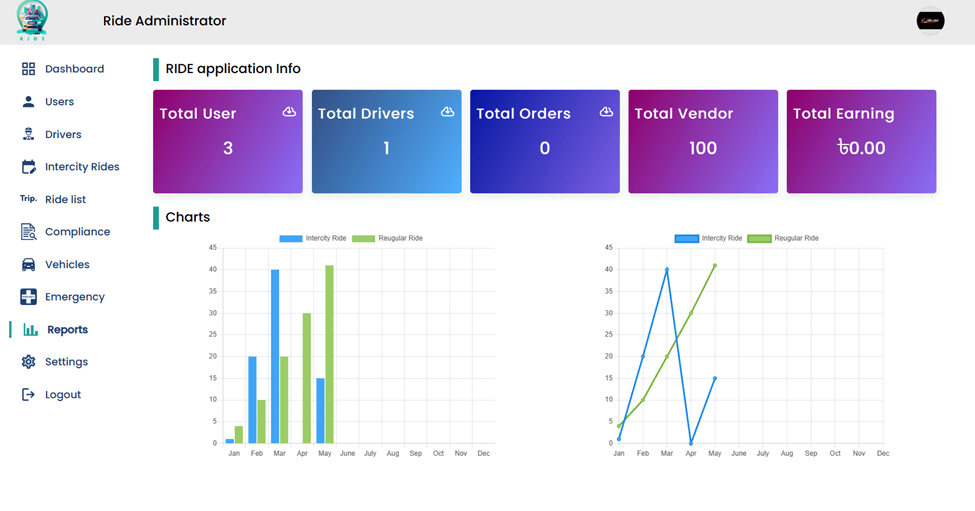 Ride Administrator
RIDE
Dashboard
Users
Drivers
Intercity Rides
Trip. Ride list
Compliance
Vehicles
Emergency
Reports
Settings
Logout
RIDE application Info
Total User
3
Total Drivers
1
Total Orders
0
Total Vendor
100
Total Earning
৳0.00
Charts
Intercity Ride Reugular Ride
45
40
35
30
25
20
15
10
5
0
Jan Feb Mar Apr May June July Aug Sep Oct Nov Dec
Intercity Ride Reugular Ride
45
40
35
30
25
20
15
10
5
0
Jan Feb Mar Apr May June July Aug Sep Oct Nov Dec